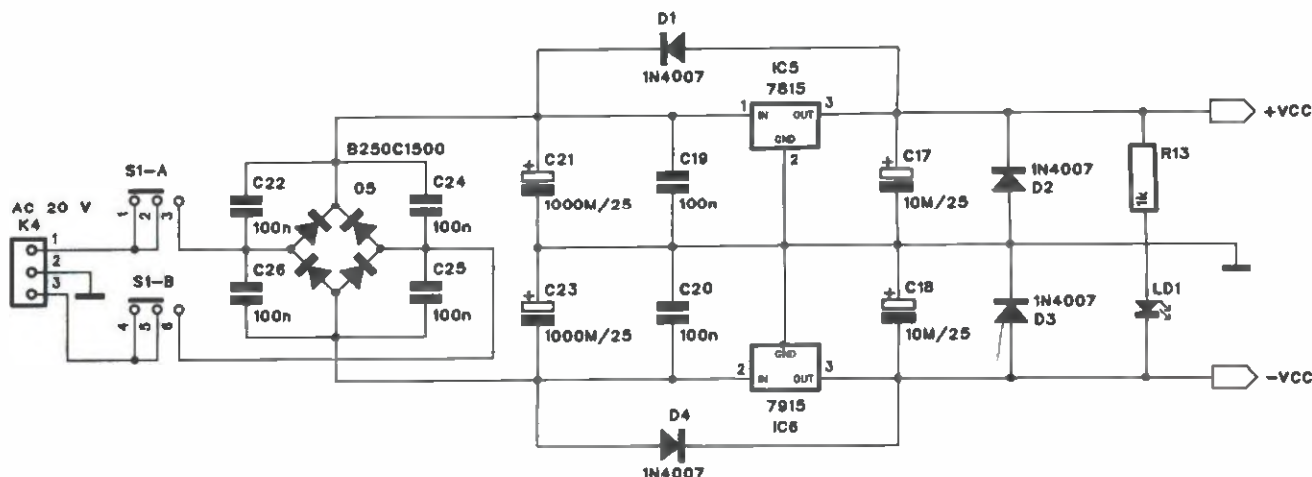 D1
1N4007
IC5
7815
1
IN
OUT
GND
2
3
+VCC
B250C1500
05
C22
100n
C24
100n
C26
100n
C25
100n
C21
+
1000M/25
C19
100n
C17
+
10M/25
1N4007
D2
R13
1k
AC 20 V
K4
1
2
3
S1-A
1
2
3
S1-B
4
5
6
C23
+
1000M/25
C20
100n
C18
+
10M/25
1N4007
D3
LD1
GND
2
IN
OUT
3
7915
IC6
-VCC
D4
1N4007